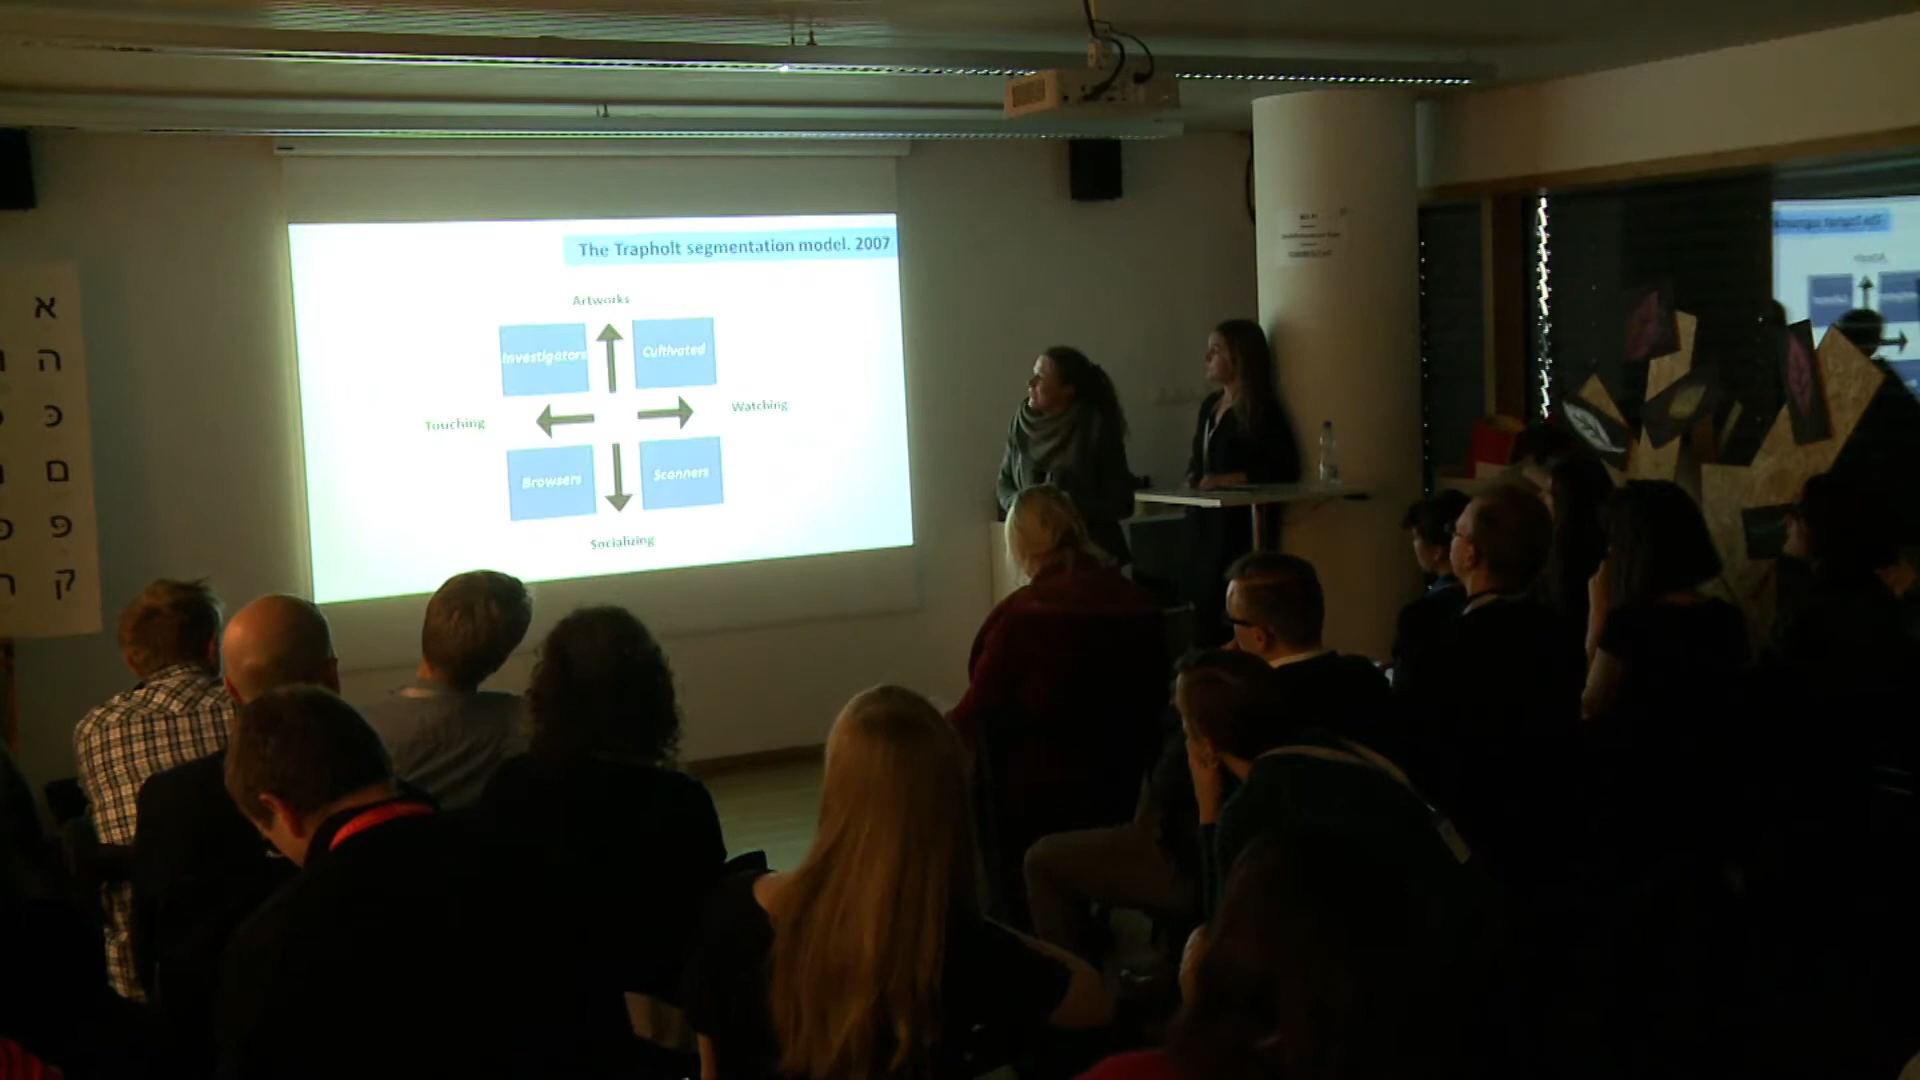 The Trapholt segmentation model. 2007
Artworks
Investigators
Cultivated
Touching
Watching
Browsers
Scanners
Socializing
א
ה
כּ
ם
פּ
ק